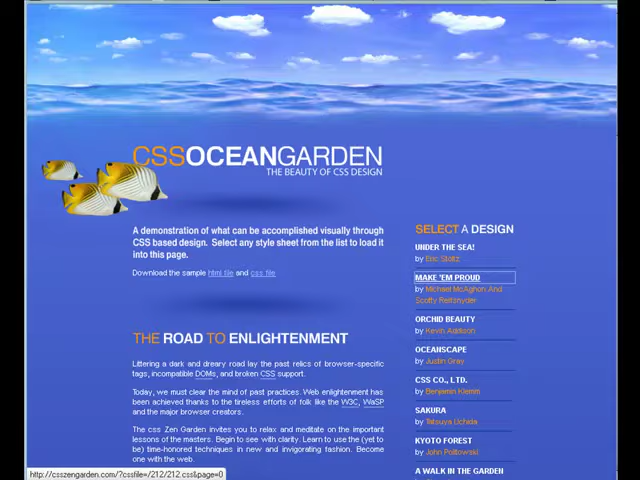 CSSOCEANGARDEN
THE BEAUTY OF CSS DESIGN
A demonstration of what can be accomplished visually through
CSS based design. Select any style sheet from the list to load it
into this page.
Download the sample html file and css file
THE ROAD TO ENLIGHTENMENT
Littering a dark and dreary road lay the past relics of browser-specific
tags, incompatible DOMs, and broken CSS support.
Today, we must clear the mind of past practices. Web enlightenment has
been achieved thanks to the tireless efforts of folk like the W3C, WaSP
and the major browser creators.
The css Zen Garden invites you to relax and meditate on the important
lessons of the masters. Begin to see with clarity. Learn to use the (yet to
be) time-honored techniques in new and invigorating fashion. Become
one with the web.
SELECT A DESIGN
UNDER THE SEA!
by Eric Stoltz
MAKE 'EM PROUD
by Michael McAghon And
Scotty Reifsnyder
ORCHID BEAUTY
by Kevin Addison
OCEANSCAPE
by Justin Gray
CSS CO., LTD.
by Benjamin Klemm
SAKURA
by Tatsuya Uchida
KYOTO FOREST
by John Politowski
A WALK IN THE GARDEN
http://csszengarden.com/?cssfile=/212/212.css&page=0